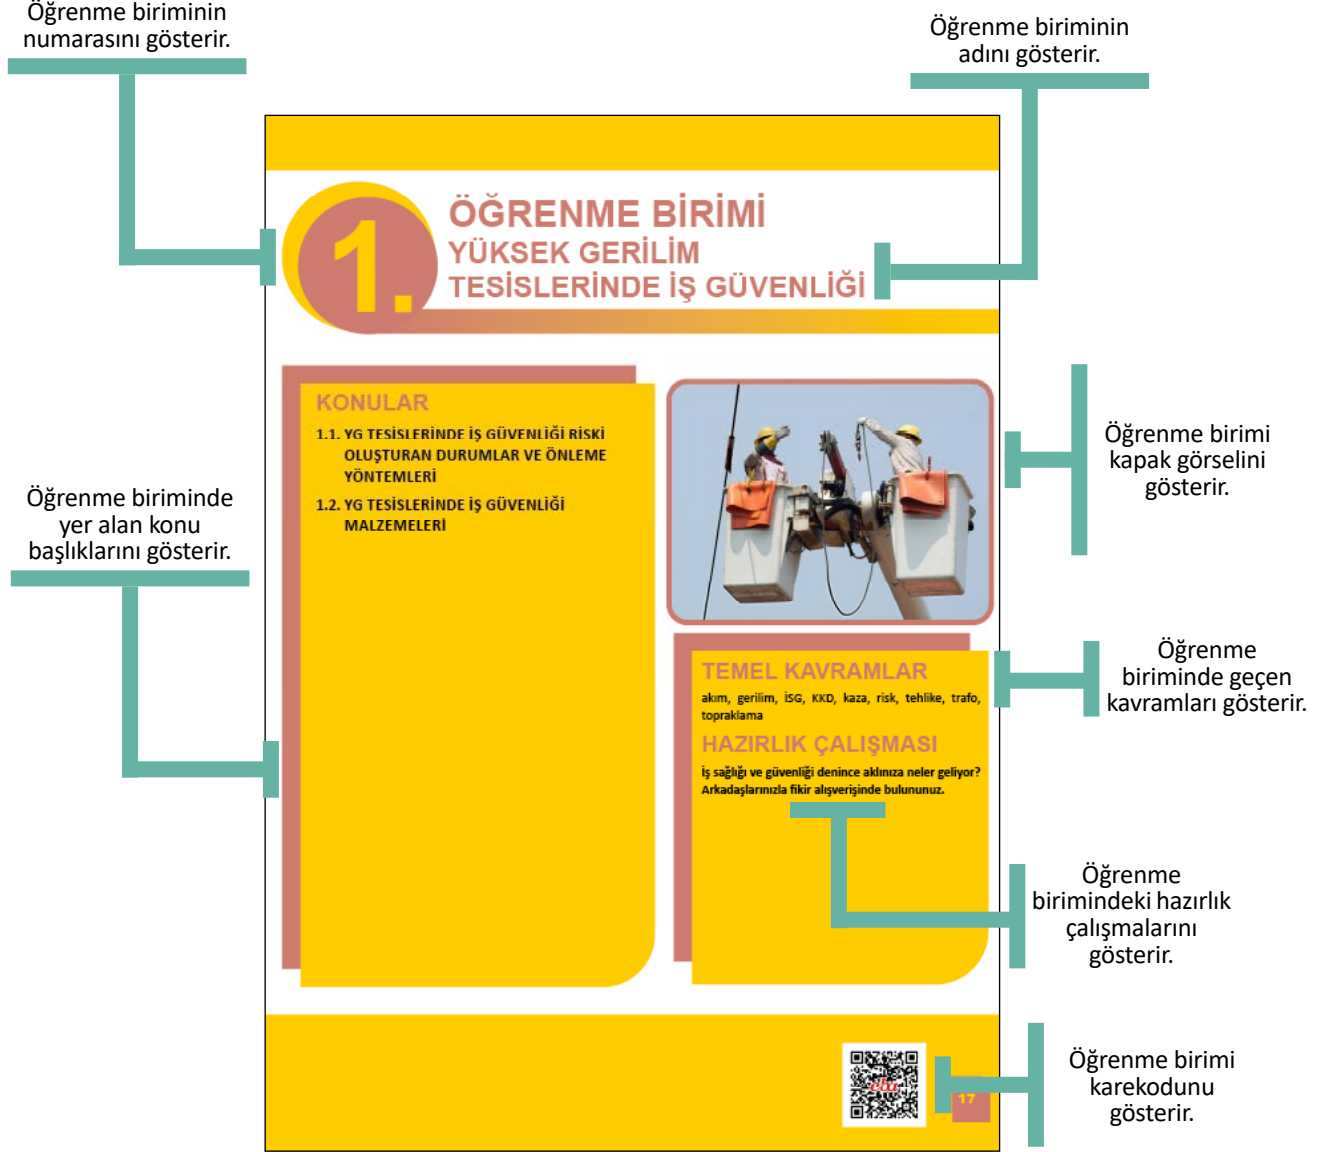 Öğrenme biriminin
numarasını gösterir.
Öğrenme biriminin
adını gösterir.
1.
ÖĞRENME BİRİMİ
YÜKSEK GERİLİM
TESİSLERİNDE İŞ GÜVENLİĞİ
KONULAR
1.1. YG TESİSLERİNDE İŞ GÜVENLİĞİ RİSKİ
OLUŞTURAN DURUMLAR VE ÖNLEME
YÖNTEMLERİ
1.2. YG TESİSLERİNDE İŞ GÜVENLİĞİ
MALZEMELERİ
Öğrenme biriminde
yer alan konu
başlıklarını gösterir.
Öğrenme birimi
kapak görselini
gösterir.
TEMEL KAVRAMLAR
akım, gerilim, İSG, KKD, kaza, risk, tehlike, trafo,
topraklama
HAZIRLIK ÇALIŞMASI
İş sağlığı ve güvenliği denince aklınıza neler geliyor?
Arkadaşlarınızla fikir alışverişinde bulununuz.
Öğrenme
biriminde geçen
kavramları gösterir.
Öğrenme
birimindeki hazırlık
çalışmalarını
gösterir.
eba
17
Öğrenme birimi
karekodunu
gösterir.